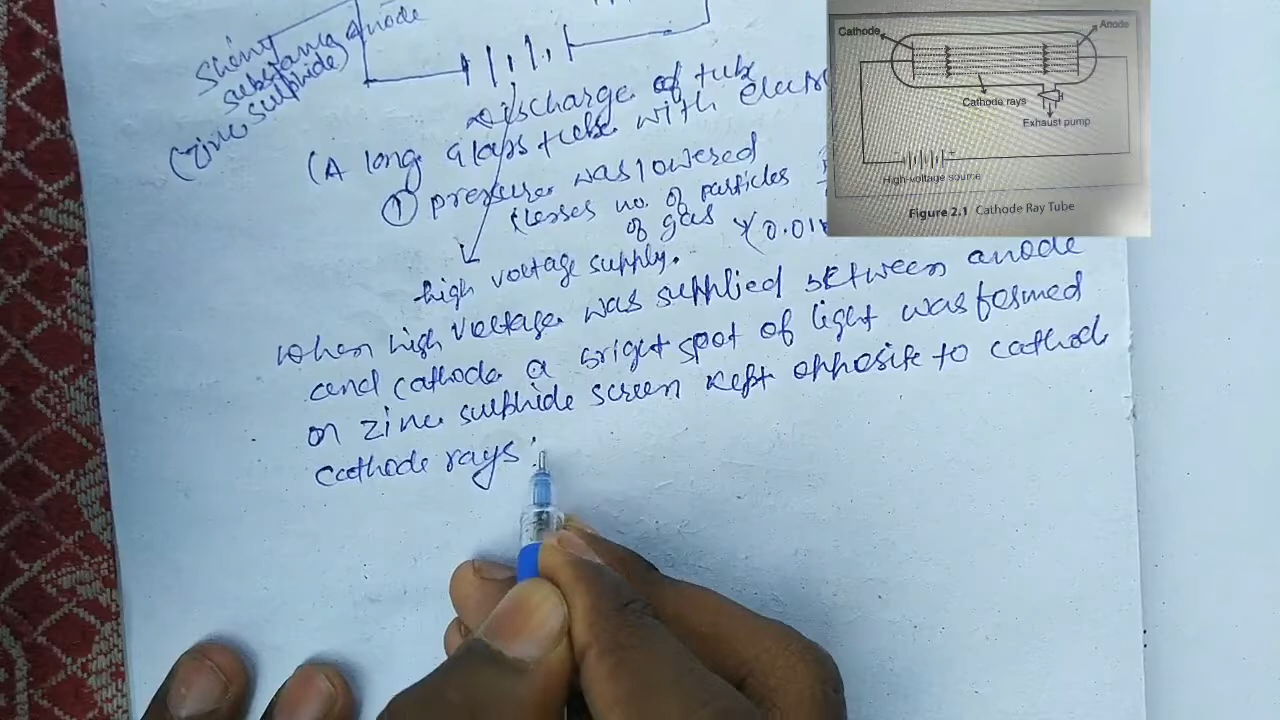 Shiny
substance anode
(zinc sulphide)
Discharge of tube
(A long glass tube with electr
① pressure was lowered
(lesses no. of particles
of gas (0.01
high voltage supply.
when high voltage was supplied between anode
and cathode a bright spot of light was formed
on zinc sulphide screen kept opposite to cathode
cathode rays :
Cathode
Anode
Cathode rays
Exhaust pump
+
High-voltage source
Figure 2.1 Cathode Ray Tube